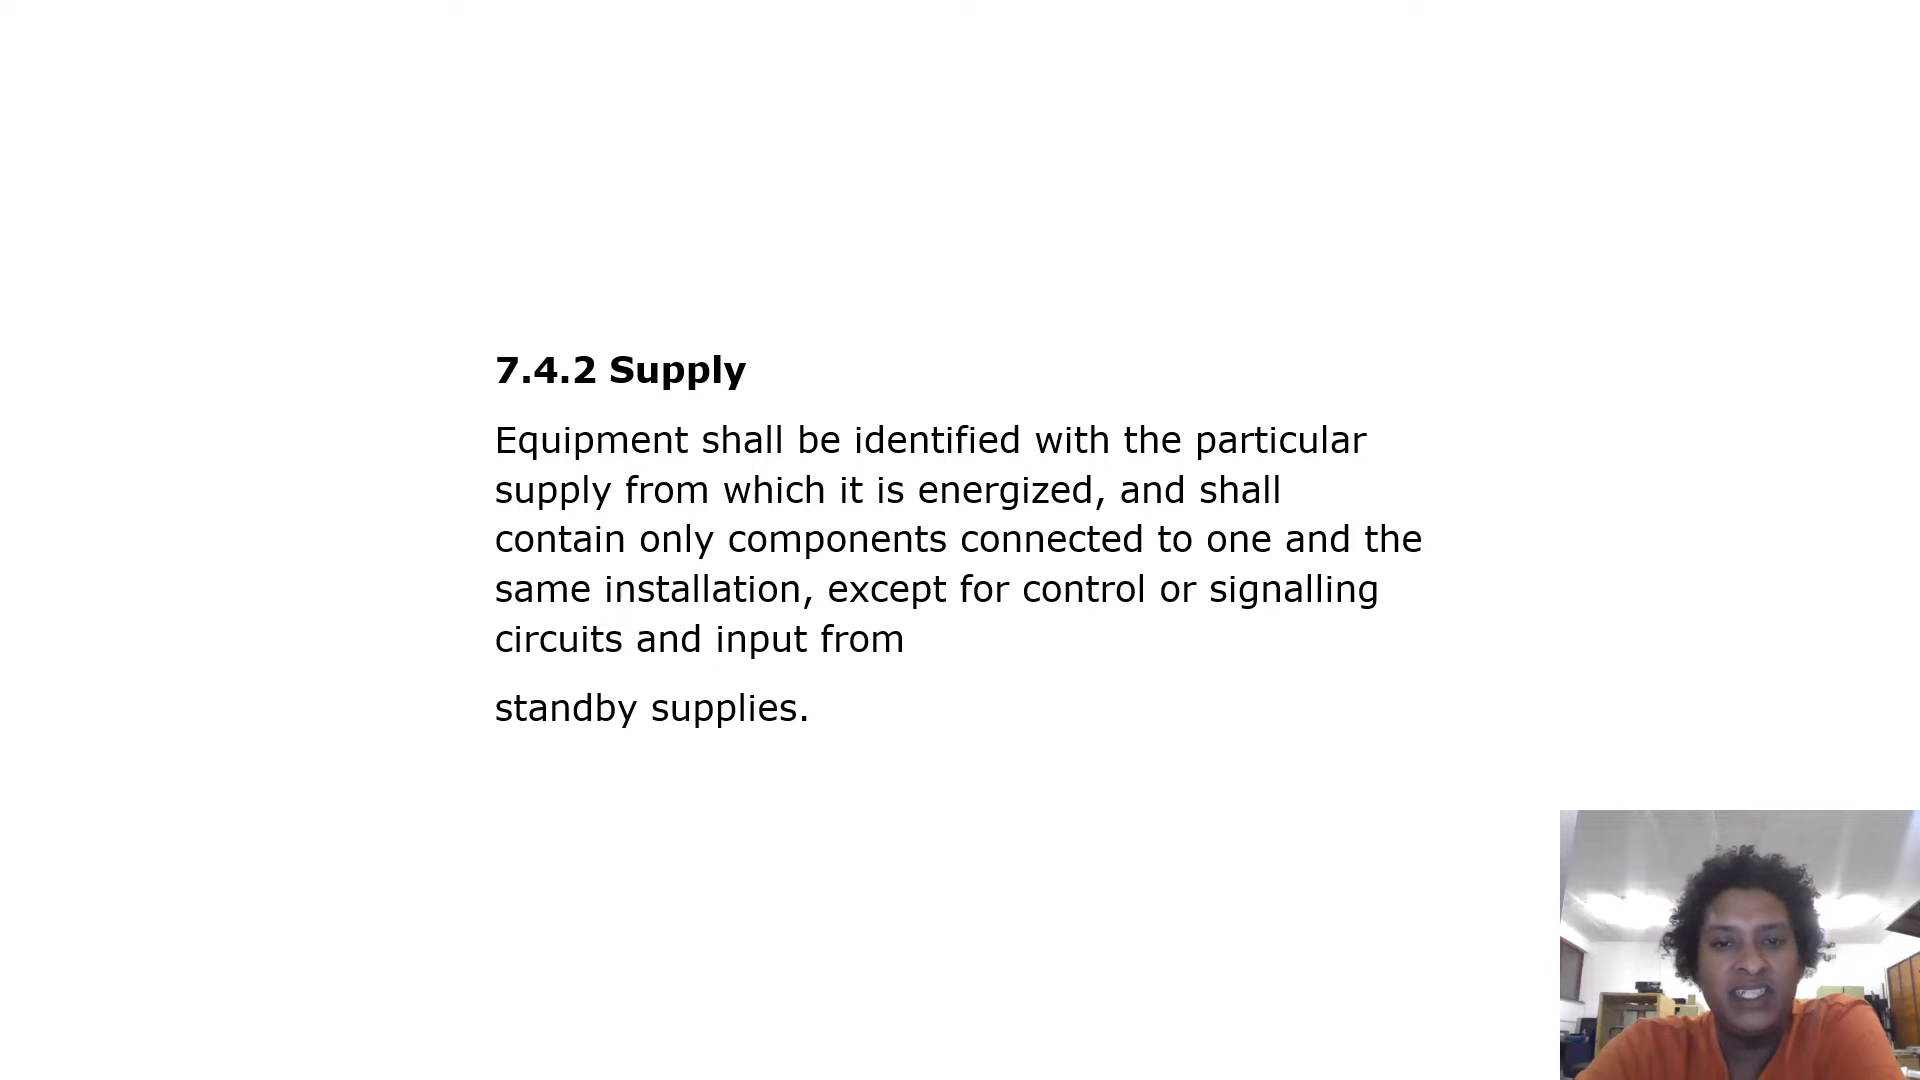 7.4.2 Supply
Equipment shall be identified with the particular
supply from which it is energized, and shall
contain only components connected to one and the
same installation, except for control or signalling
circuits and input from
standby supplies.